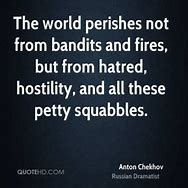 The world perishes not
from bandits and fires,
but from hatred,
hostility, and all these
petty squabbles.
Anton Chekhov
Russian Dramatist
QUOTEHD.COM